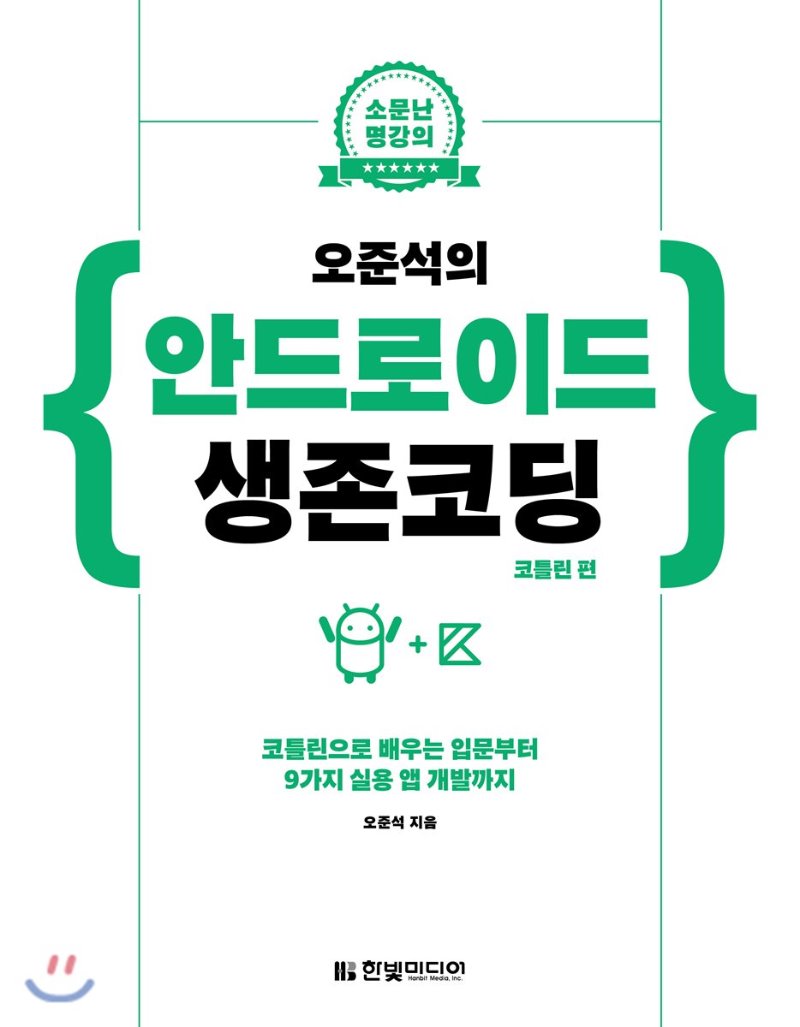 소문난
명강의
오준석의
안드로이드
생존코딩
코틀린 편
코틀린으로 배우는 입문부터
9가지 실용 앱 개발까지
오준석 지음
HB 한빛미디어
Hanbit Media, Inc.